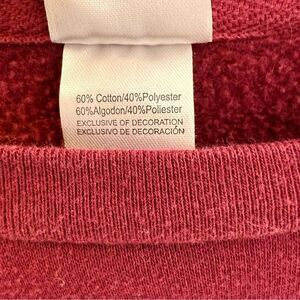 60% Cotton/40%Polyester
60%Algodon/40%Poliester
EXCLUSIVE OF DECORATION
EXCLUSIVO DE DECORACIÓN